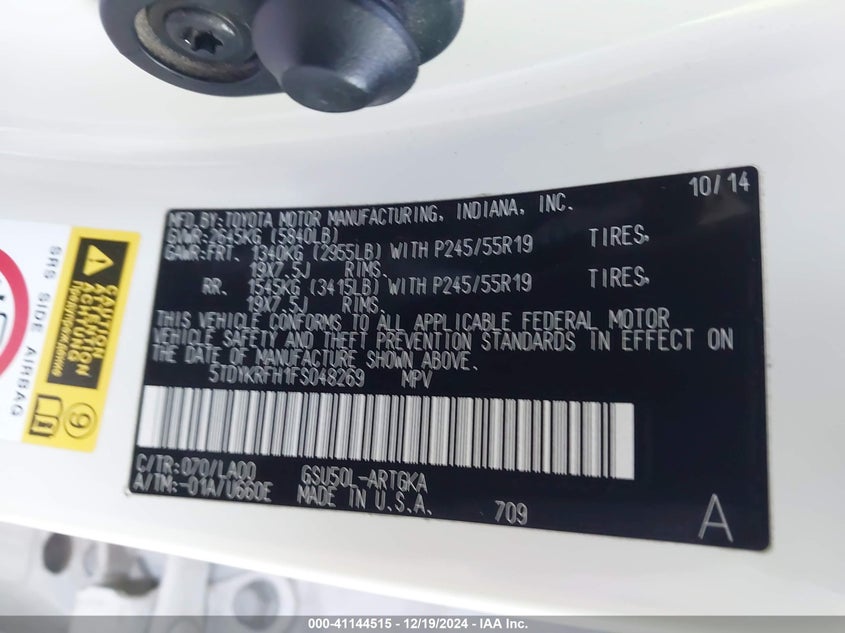 10/14
MFD.BY:TOYOTA MOTOR MANUFACTURING, INDIANA, INC.
GVWR:2645KG (5840LB)
GAWR:FRT. 1340KG (2955LB) WITH P245/55R19 TIRES,
19X7.5J RIMS.
RR. 1545KG (3415LB) WITH P245/55R19 TIRES,
19X7.5J RIMS.
THIS VEHICLE CONFORMS TO ALL APPLICABLE FEDERAL MOTOR
VEHICLE SAFETY AND THEFT PREVENTION STANDARDS IN EFFECT ON
THE DATE OF MANUFACTURE SHOWN ABOVE.
5TDYKRFH1FS048269 MPV
C/TR:070/LA00 GSU50L-ARTGKA
A/TM:-01A/U660E MADE IN U.S.A. 709 A
SRS SIDE AIRBAG
CAUTION
ATTENTION
ACHTUNG
Предупреждение
9
000-41144515 - 12/19/2024 - IAA Inc.